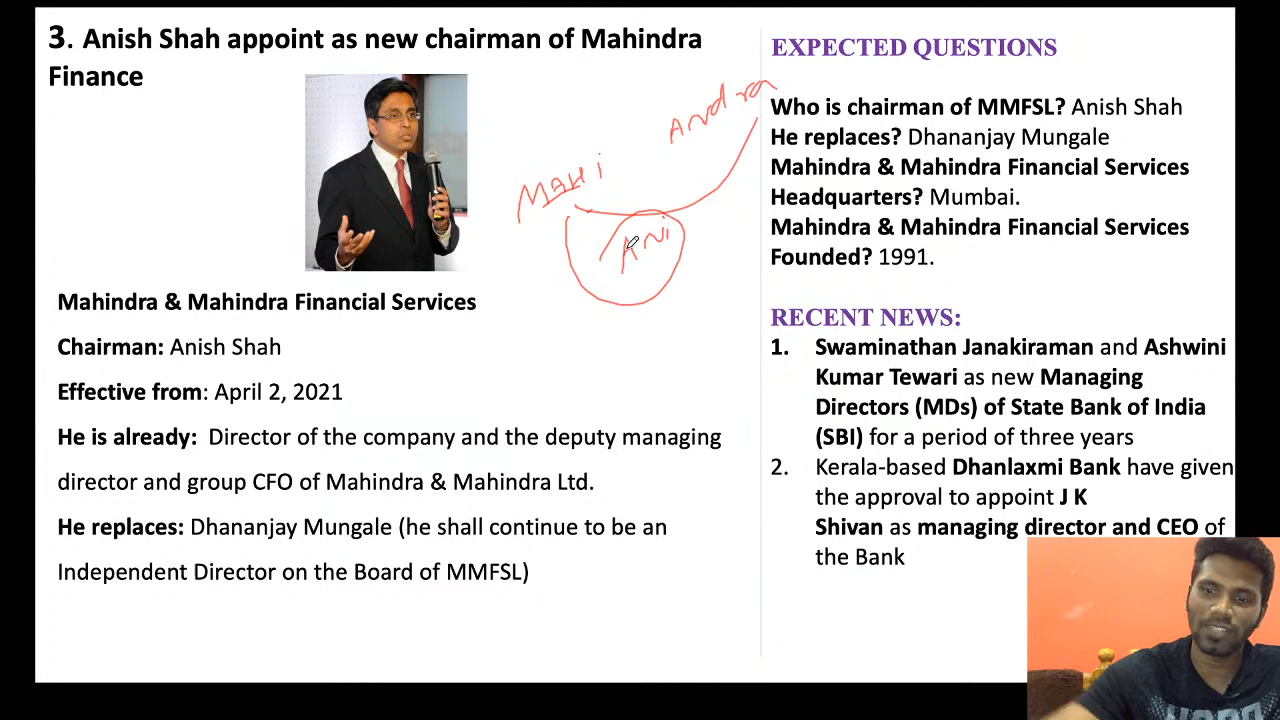 3. Anish Shah appoint as new chairman of Mahindra
Finance
MAHi
Andra
ANi
Mahindra & Mahindra Financial Services
Chairman: Anish Shah
Effective from: April 2, 2021
He is already: Director of the company and the deputy managing
director and group CFO of Mahindra & Mahindra Ltd.
He replaces: Dhananjay Mungale (he shall continue to be an
Independent Director on the Board of MMFSL)
EXPECTED QUESTIONS
Who is chairman of MMFSL? Anish Shah
He replaces? Dhananjay Mungale
Mahindra & Mahindra Financial Services
Headquarters? Mumbai.
Mahindra & Mahindra Financial Services
Founded? 1991.
RECENT NEWS:
1. Swaminathan Janakiraman and Ashwini
Kumar Tewari as new Managing
Directors (MDs) of State Bank of India
(SBI) for a period of three years
2. Kerala-based Dhanlaxmi Bank have given
the approval to appoint J K
Shivan as managing director and CEO of
the Bank